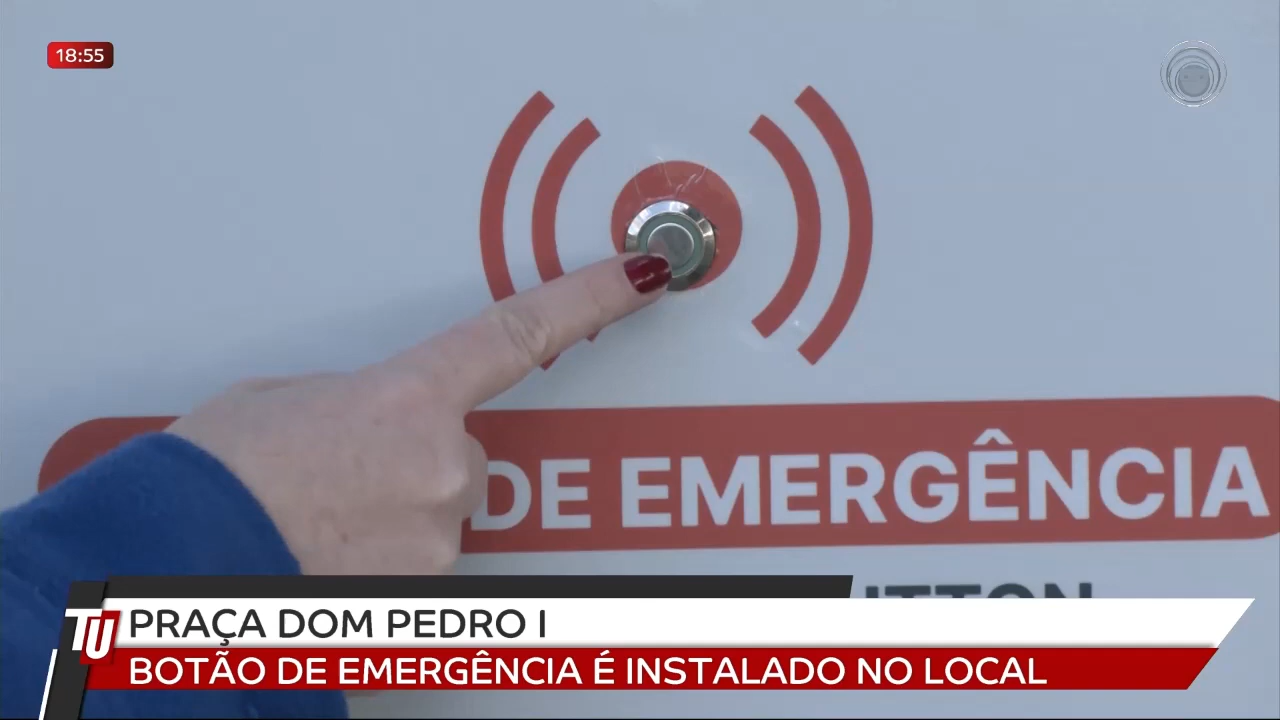 18:55
DE EMERGÊNCIA
TU
PRAÇA DOM PEDRO I
BOTÃO DE EMERGÊNCIA É INSTALADO NO LOCAL